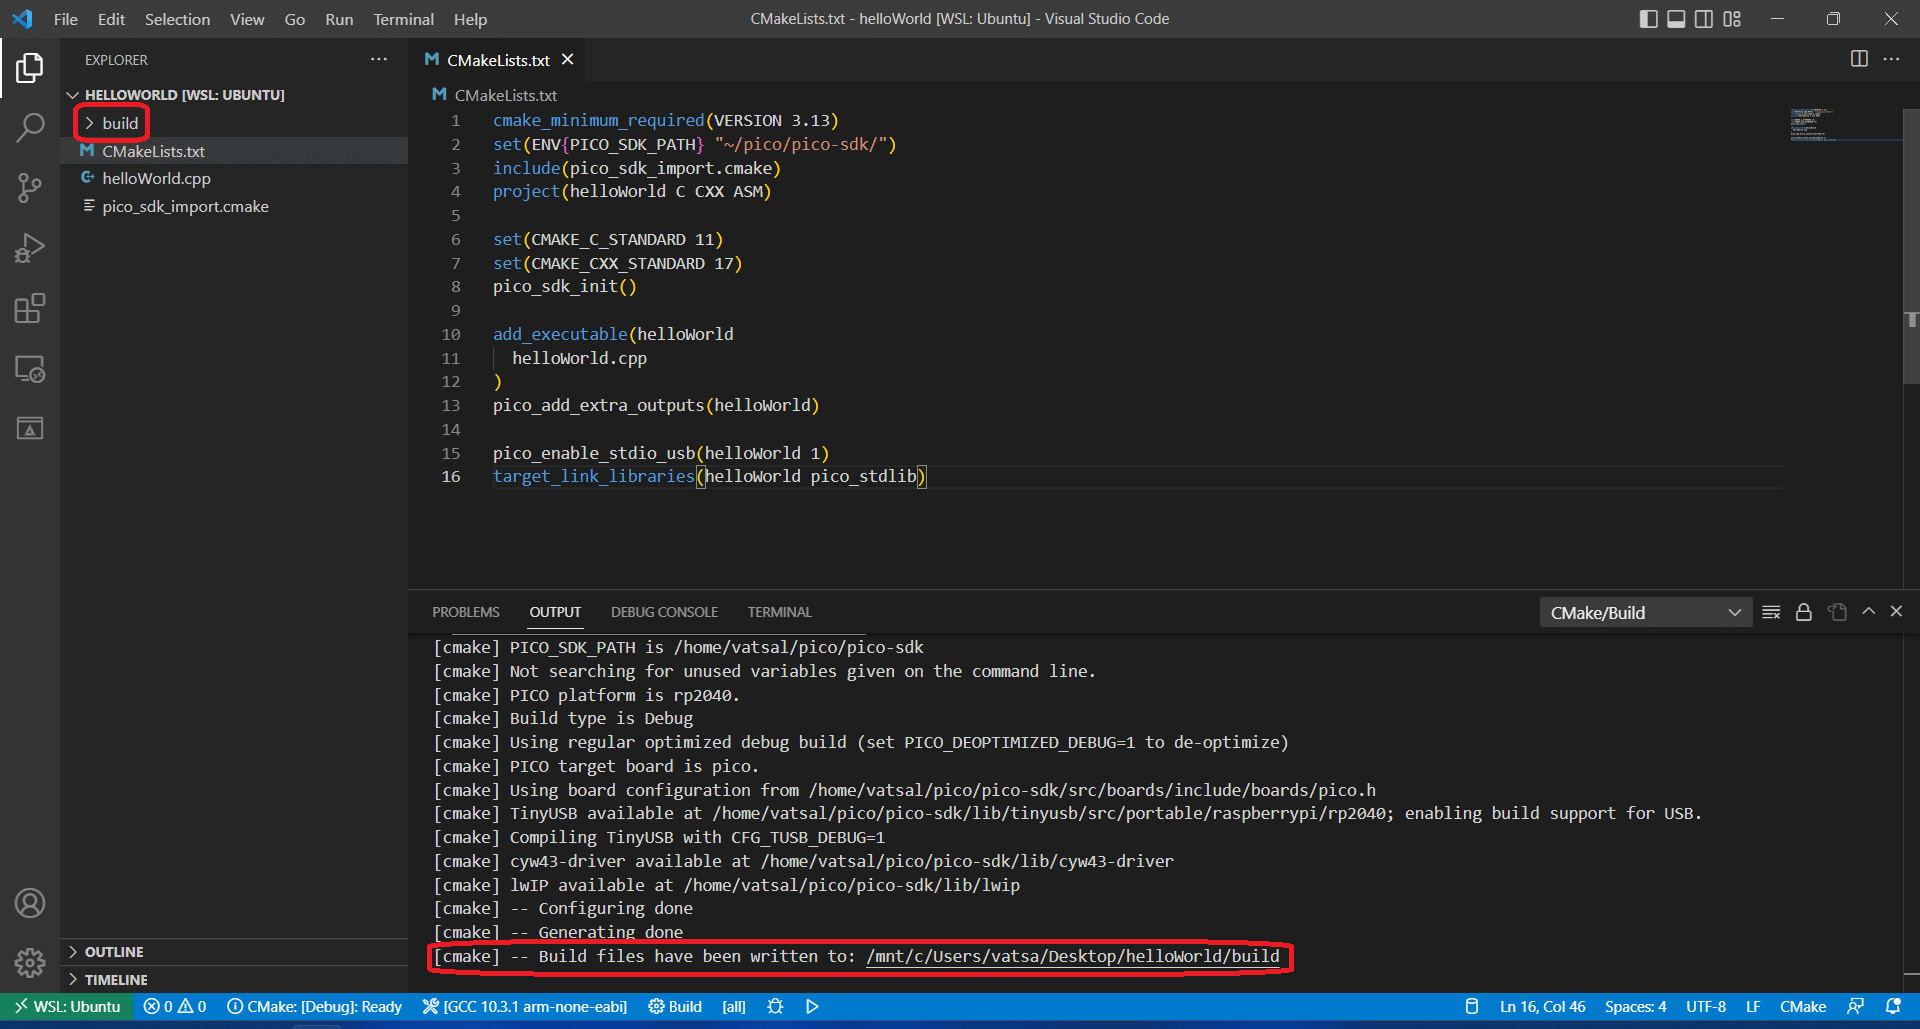 File Edit Selection View Go Run Terminal Help
CMakeLists.txt - helloWorld [WSL: Ubuntu] - Visual Studio Code
EXPLORER
HELLOWORLD [WSL: UBUNTU]
build
CMakeLists.txt
helloWorld.cpp
pico_sdk_import.cmake
OUTLINE
TIMELINE
CMakeLists.txt
CMakeLists.txt
1 cmake_minimum_required(VERSION 3.13)
2 set(ENV{PICO_SDK_PATH} "~/pico/pico-sdk/")
3 include(pico_sdk_import.cmake)
4 project(helloWorld C CXX ASM)
5
6 set(CMAKE_C_STANDARD 11)
7 set(CMAKE_CXX_STANDARD 17)
8 pico_sdk_init()
9
10 add_executable(helloWorld
11 helloWorld.cpp
12 )
13 pico_add_extra_outputs(helloWorld)
14
15 pico_enable_stdio_usb(helloWorld 1)
16 target_link_libraries(helloWorld pico_stdlib)
PROBLEMS OUTPUT DEBUG CONSOLE TERMINAL
CMake/Build
[cmake] PICO_SDK_PATH is /home/vatsal/pico/pico-sdk
[cmake] Not searching for unused variables given on the command line.
[cmake] PICO platform is rp2040.
[cmake] Build type is Debug
[cmake] Using regular optimized debug build (set PICO_DEOPTIMIZED_DEBUG=1 to de-optimize)
[cmake] PICO target board is pico.
[cmake] Using board configuration from /home/vatsal/pico/pico-sdk/src/boards/include/boards/pico.h
[cmake] TinyUSB available at /home/vatsal/pico/pico-sdk/lib/tinyusb/src/portable/raspberrypi/rp2040; enabling build support for USB.
[cmake] Compiling TinyUSB with CFG_TUSB_DEBUG=1
[cmake] cyw43-driver available at /home/vatsal/pico/pico-sdk/lib/cyw43-driver
[cmake] lwIP available at /home/vatsal/pico/pico-sdk/lib/lwip
[cmake] -- Configuring done
[cmake] -- Generating done
[cmake] -- Build files have been written to: /mnt/c/Users/vatsa/Desktop/helloWorld/build
WSL: Ubuntu 0 0 CMake: [Debug]: Ready [GCC 10.3.1 arm-none-eabi] Build [all] Ln 16, Col 46 Spaces: 4 UTF-8 LF CMake